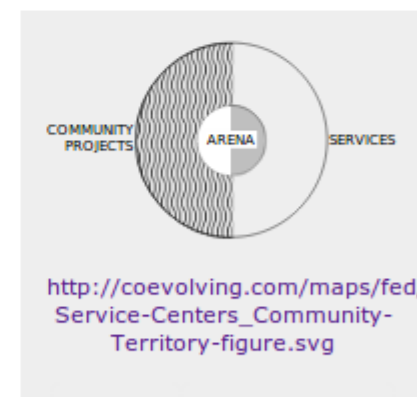 COMMUNITY
PROJECTS
ARENA
SERVICES
http://coevolving.com/maps/fed/
Service-Centers_Community-
Territory-figure.svg